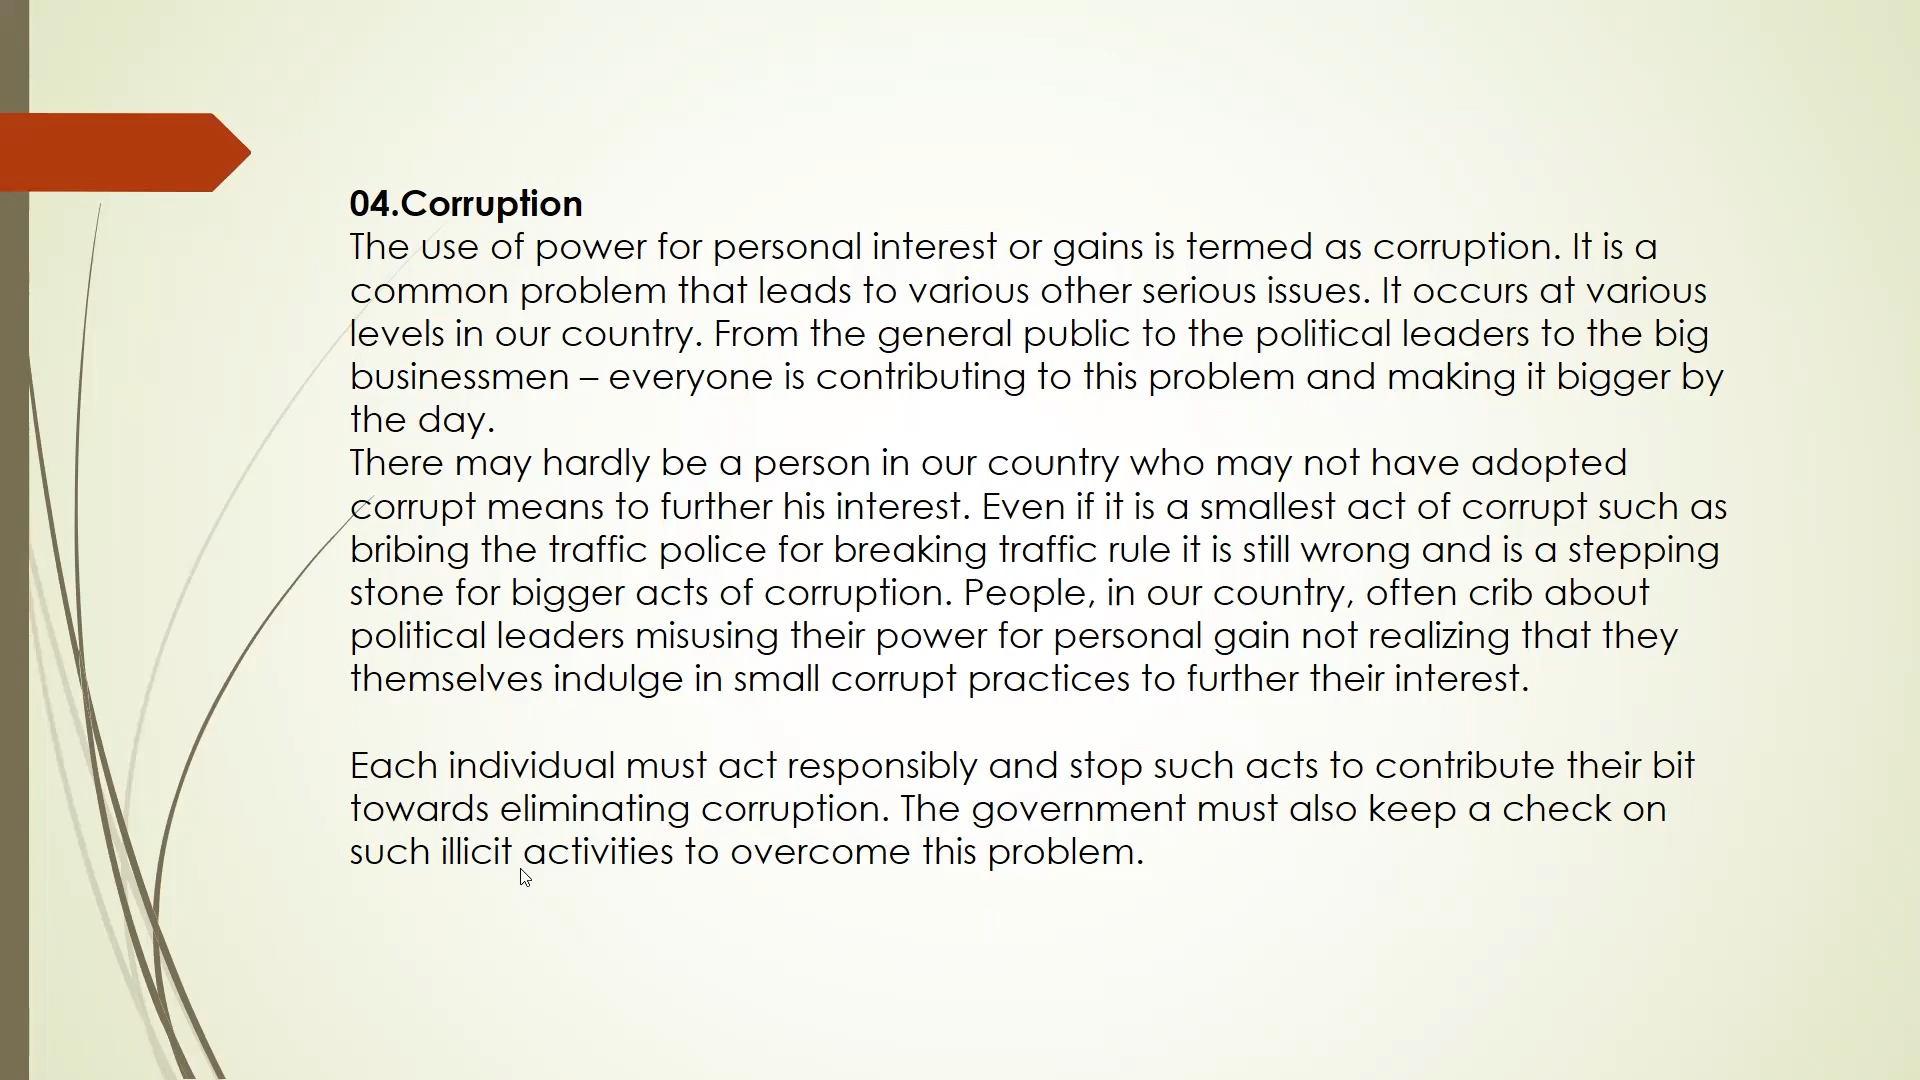 04.Corruption
The use of power for personal interest or gains is termed as corruption. It is a
common problem that leads to various other serious issues. It occurs at various
levels in our country. From the general public to the political leaders to the big
businessmen – everyone is contributing to this problem and making it bigger by
the day.
There may hardly be a person in our country who may not have adopted
corrupt means to further his interest. Even if it is a smallest act of corrupt such as
bribing the traffic police for breaking traffic rule it is still wrong and is a stepping
stone for bigger acts of corruption. People, in our country, often crib about
political leaders misusing their power for personal gain not realizing that they
themselves indulge in small corrupt practices to further their interest.
Each individual must act responsibly and stop such acts to contribute their bit
towards eliminating corruption. The government must also keep a check on
such illicit activities to overcome this problem.